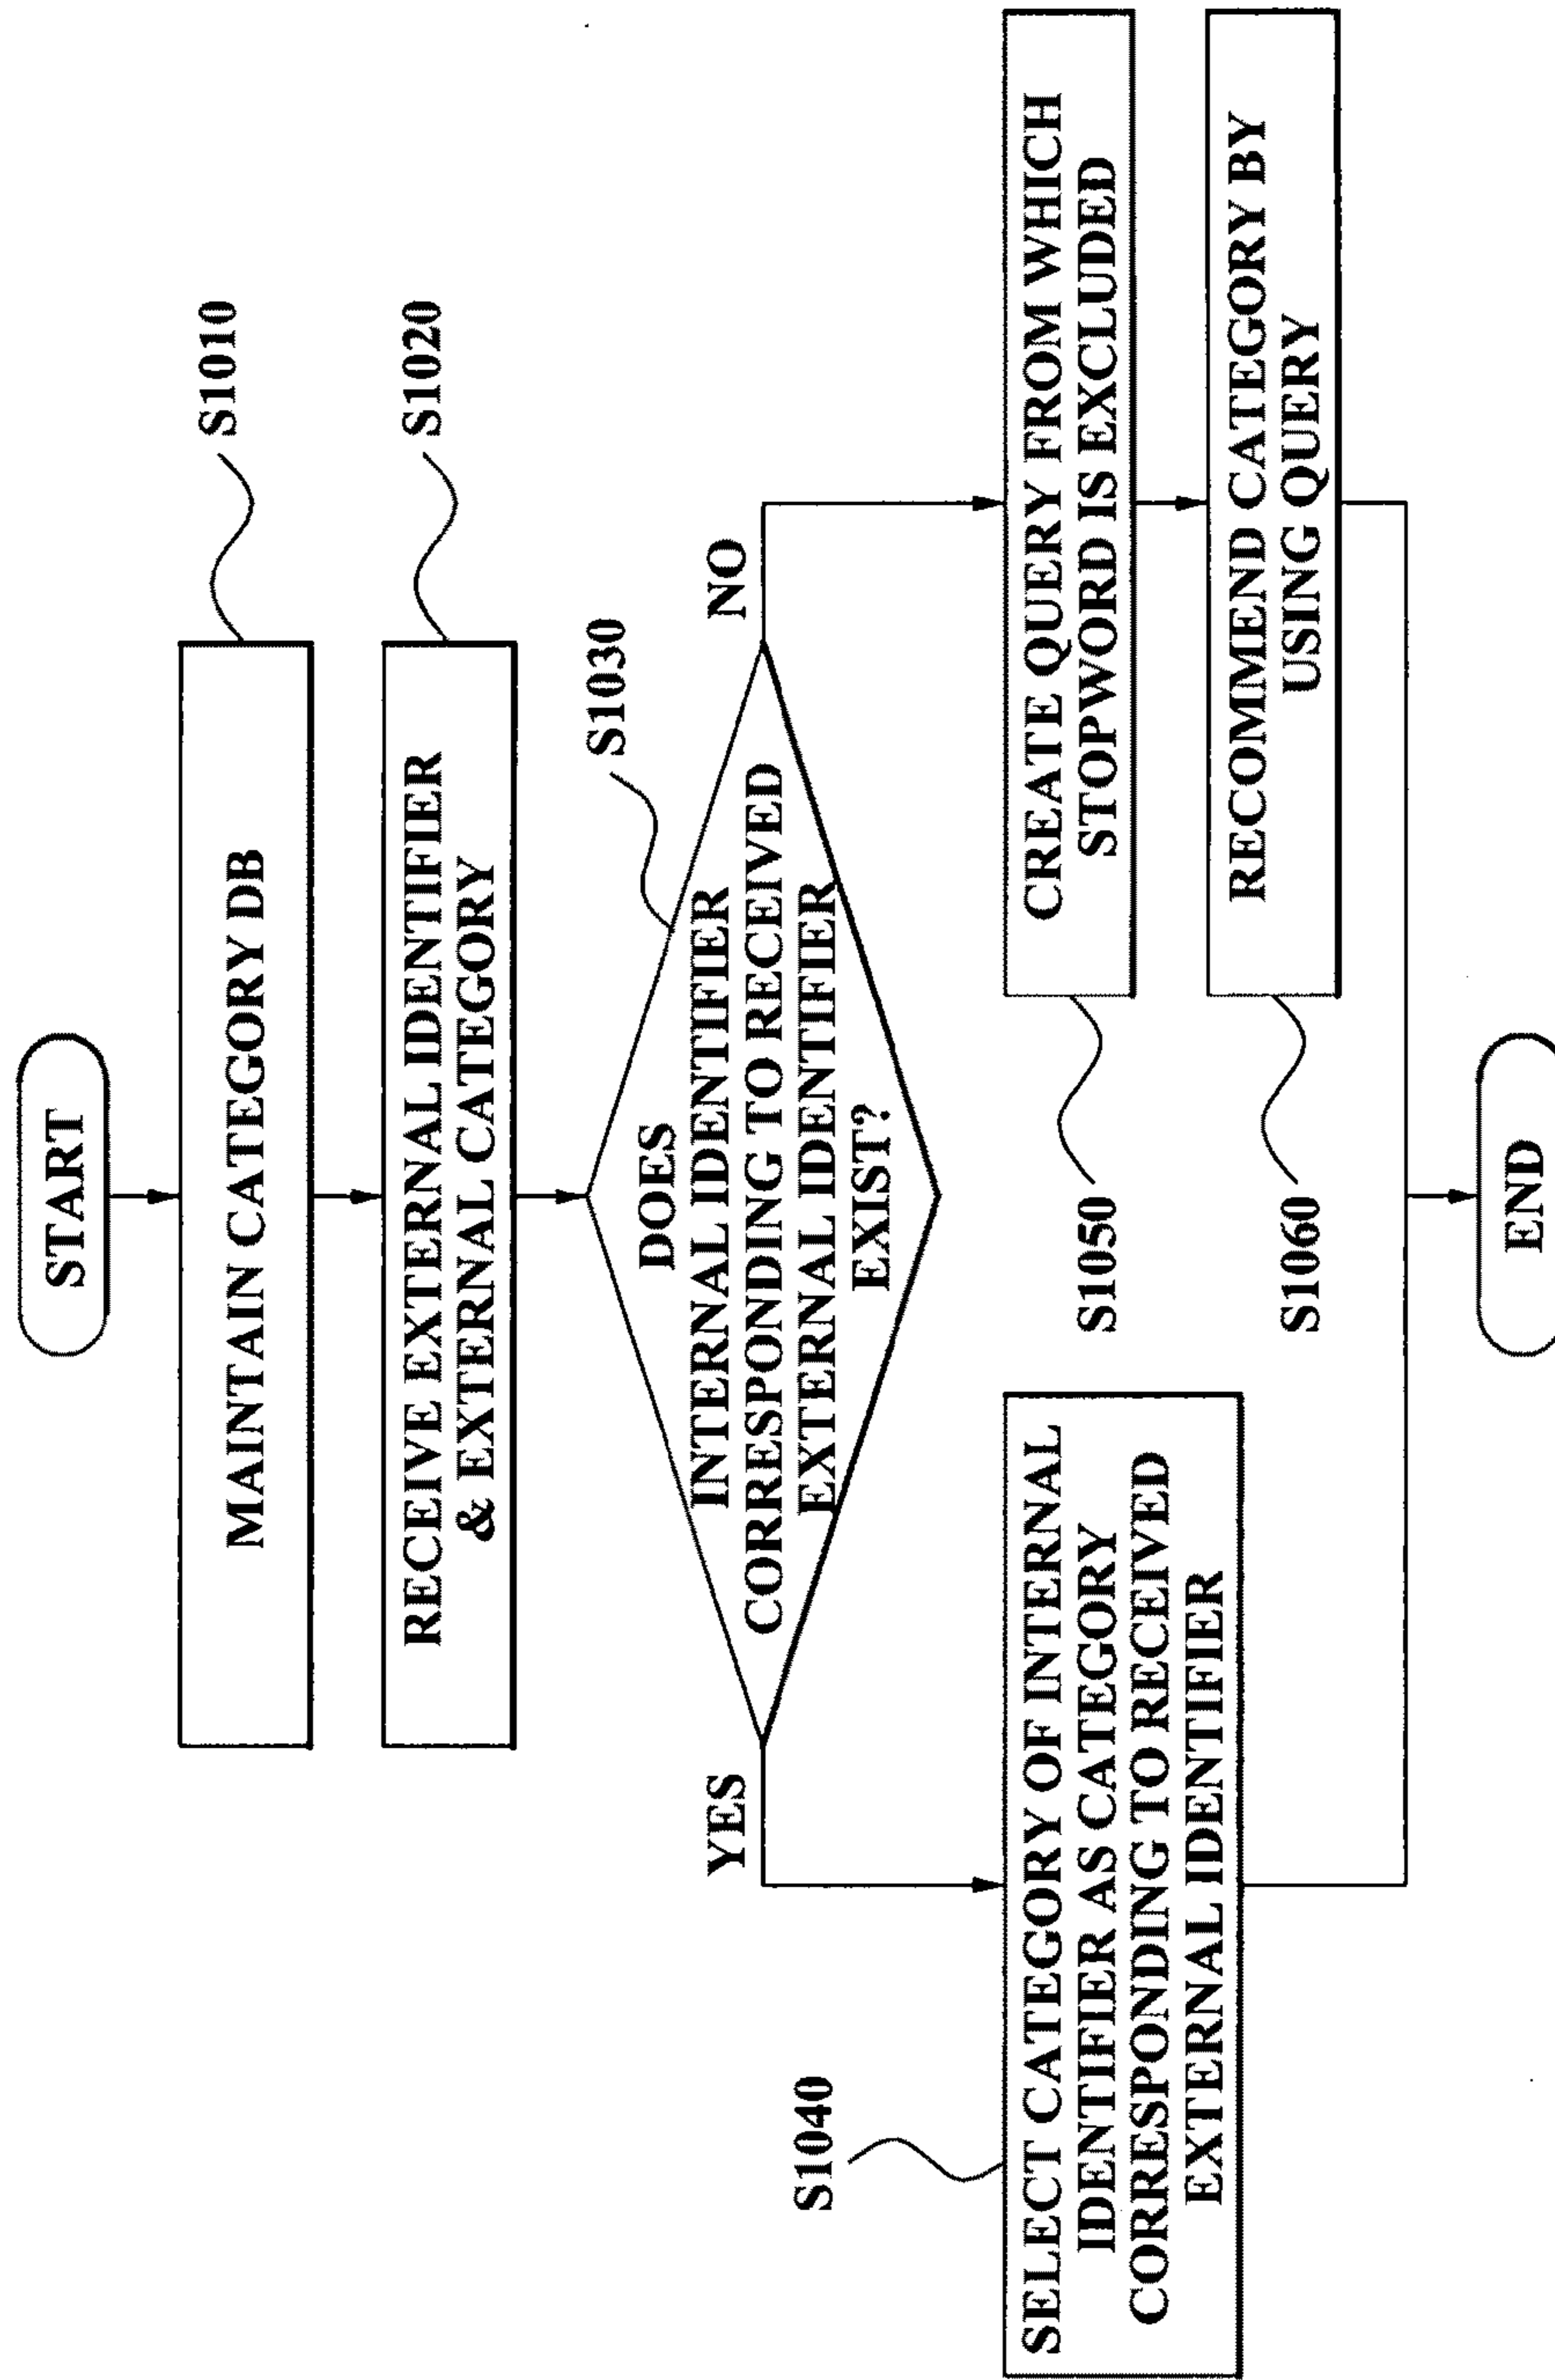 START
MAINTAIN CATEGORY DB
S1010
RECEIVE EXTERNAL IDENTIFIER
& EXTERNAL CATEGORY
S1020
DOES
INTERNAL IDENTIFIER
CORRESPONDING TO RECEIVED
EXTERNAL IDENTIFIER
EXIST?
S1030
YES
NO
S1040
SELECT CATEGORY OF INTERNAL
IDENTIFIER AS CATEGORY
CORRESPONDING TO RECEIVED
EXTERNAL IDENTIFIER
CREATE QUERY FROM WHICH
STOPWORD IS EXCLUDED
S1050
RECOMMEND CATEGORY BY
USING QUERY
S1060
END